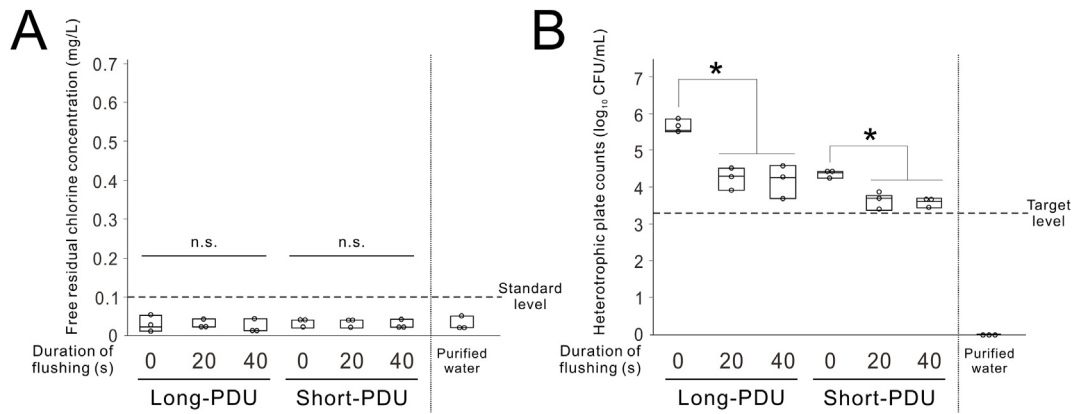 A
Free residual chlorine concentration (mg/L)
0.7
0.6
0.5
0.4
0.3
0.2
0.1
0
n.s.
n.s.
Standard
level
Duration of
flushing (s)
0 20 40 0 20 40
Purified
water
Long-PDU Short-PDU
B
Heterotrophic plate counts (log₁₀ CFU/mL)
7
6
5
4
3
2
1
0
*
*
Target
level
Duration of
flushing (s)
0 20 40 0 20 40
Purified
water
Long-PDU Short-PDU